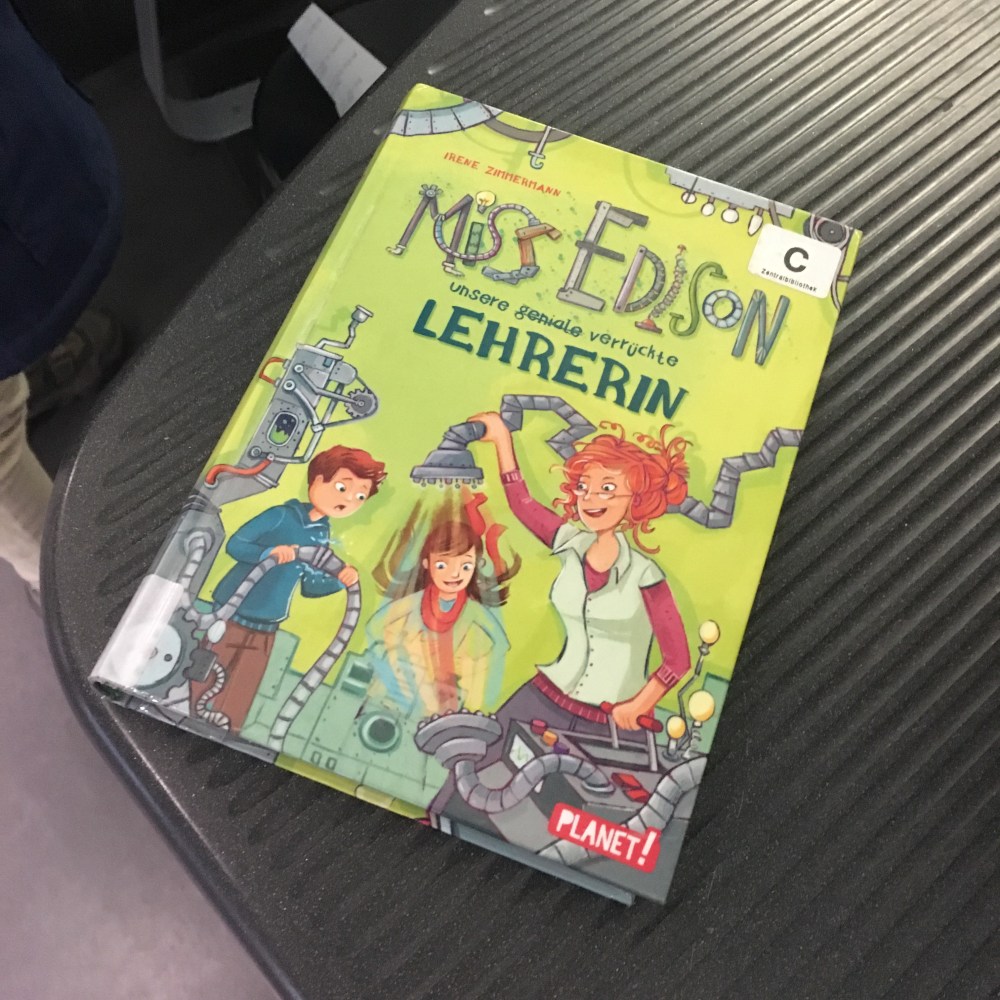 IRENE ZIMMERMANN
MiSS EDISON
unsere geniale verrückte
LEHRERIN
C
Zentralbibliothek
PLANET!